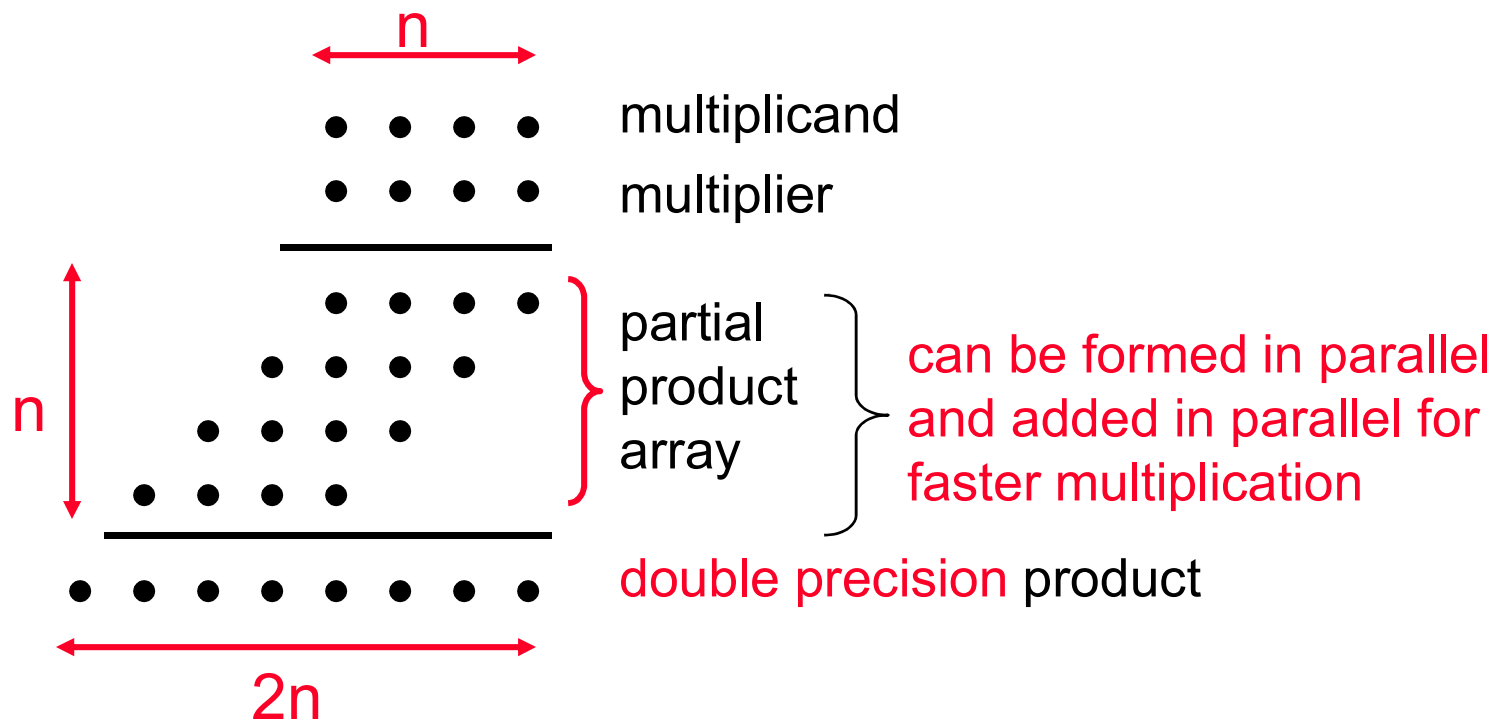 n
multiplicand
multiplier
n
partial
product
array
can be formed in parallel
and added in parallel for
faster multiplication
double precision product
2n